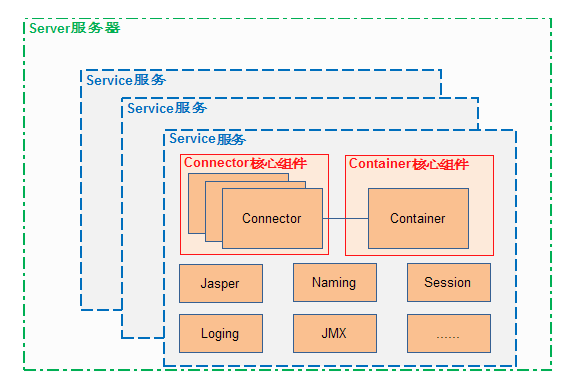 Server服务器
Service服务
Service服务
Service服务
Connector核心组件
Container核心组件
Connector
Container
Jasper
Naming
Session
Loging
JMX
......